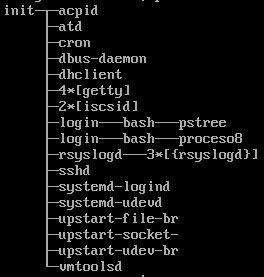 init─┬─acpid
     ├─atd
     ├─cron
     ├─dbus-daemon
     ├─dhclient
     ├─4*[getty]
     ├─2*[iscsid]
     ├─login───bash───pstree
     ├─login───bash───proceso8
     ├─rsyslogd───3*[{rsyslogd}]
     ├─sshd
     ├─systemd-logind
     ├─systemd-udevd
     ├─upstart-file-br
     ├─upstart-socket-
     ├─upstart-udev-br
     └─vmtoolsd